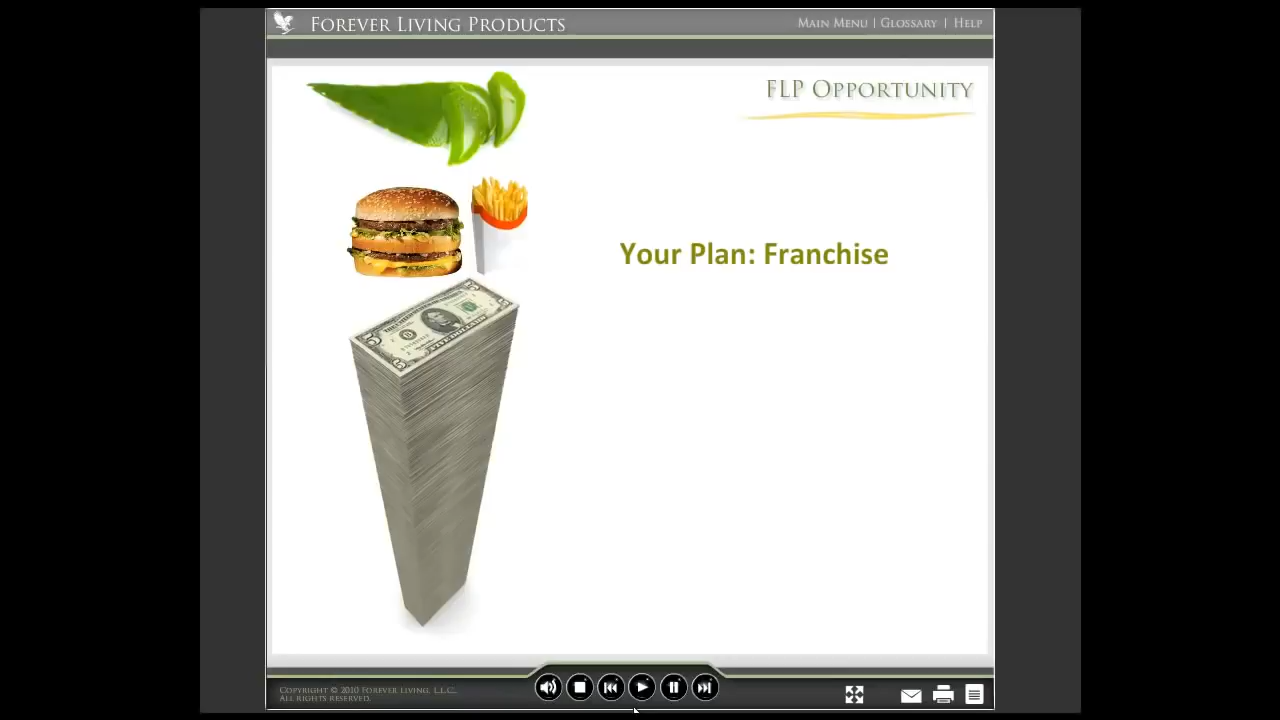 FOREVER LIVING PRODUCTS
MAIN MENU | GLOSSARY | HELP
FLP OPPORTUNITY
Your Plan: Franchise
COPYRIGHT © 2010 FOREVER LIVING, L.L.C.
ALL RIGHTS RESERVED.